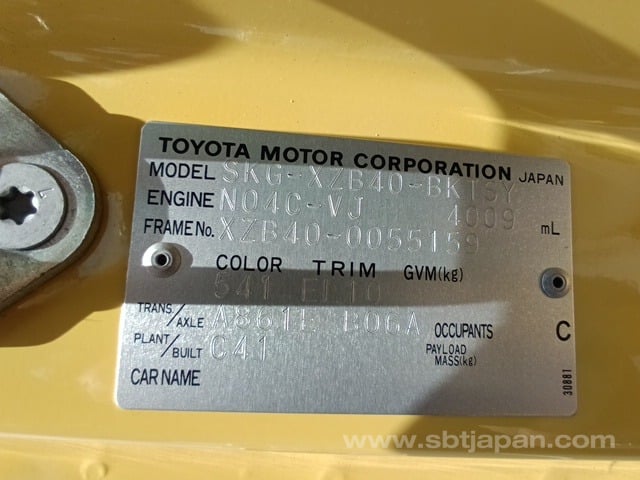 TOYOTA MOTOR CORPORATION JAPAN
MODEL SKG-XZB40-BKTSY
ENGINE N04C-VJ 4009 mL
FRAME No. XZB40-0055159
COLOR TRIM GVM(kg)
541
TRANS/AXLE A861E B06A OCCUPANTS C
PLANT/BUILT C41 PAYLOAD MASS(kg)
CAR NAME
30881
www.sbtjapan.com